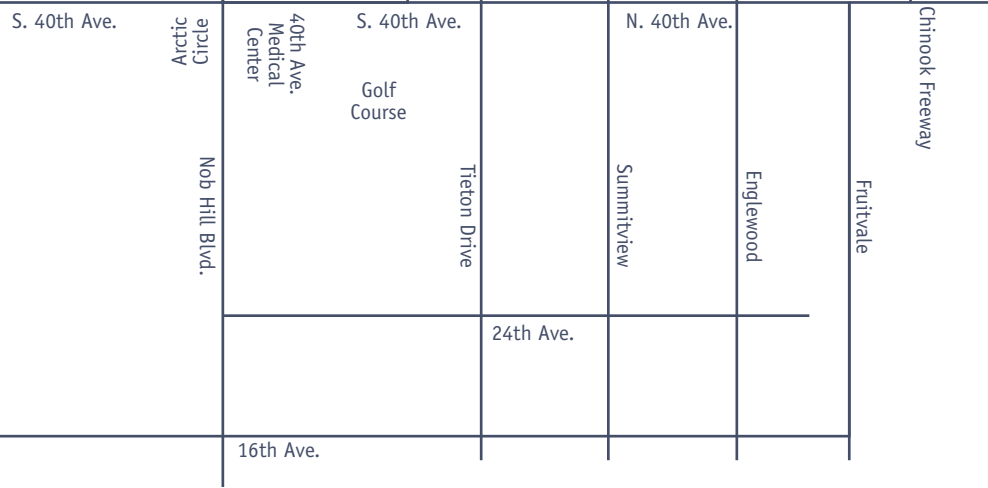 S. 40th Ave.
Arctic
Circle
40th Ave.
Medical
Center
S. 40th Ave.
Golf
Course
N. 40th Ave.
Chinook Freeway
Nob Hill Blvd.
Tieton Drive
Summitview
Englewood
Fruitvale
24th Ave.
16th Ave.